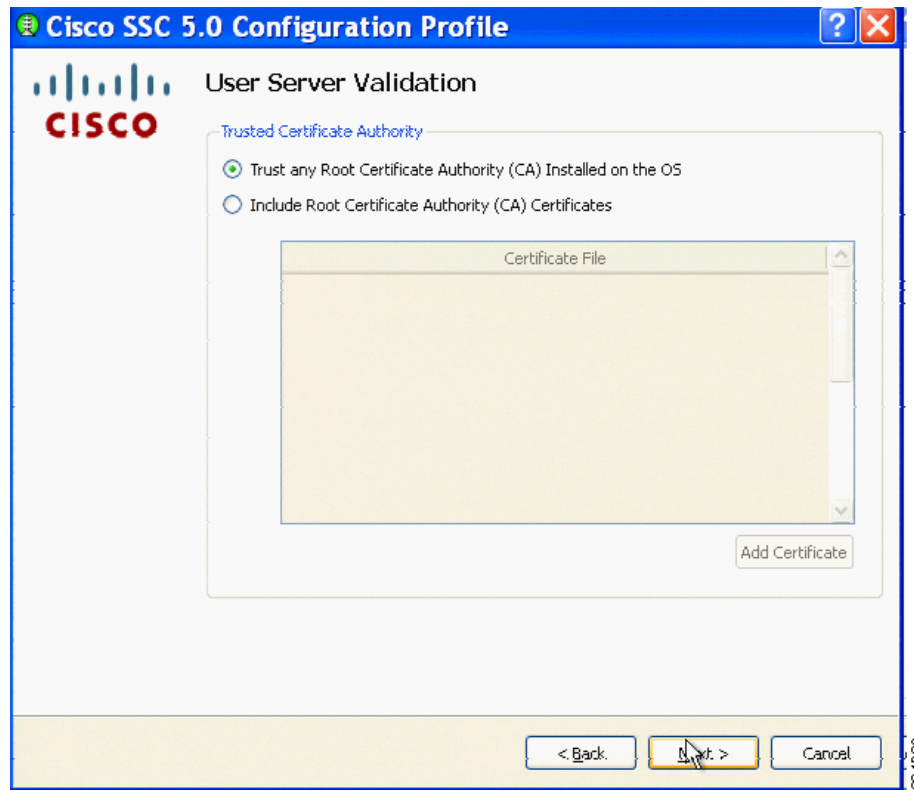 Cisco SSC 5.0 Configuration Profile
?
CISCO
User Server Validation
Trusted Certificate Authority
Trust any Root Certificate Authority (CA) Installed on the OS
Include Root Certificate Authority (CA) Certificates
Certificate File
Add Certificate
< Back
Next >
Cancel